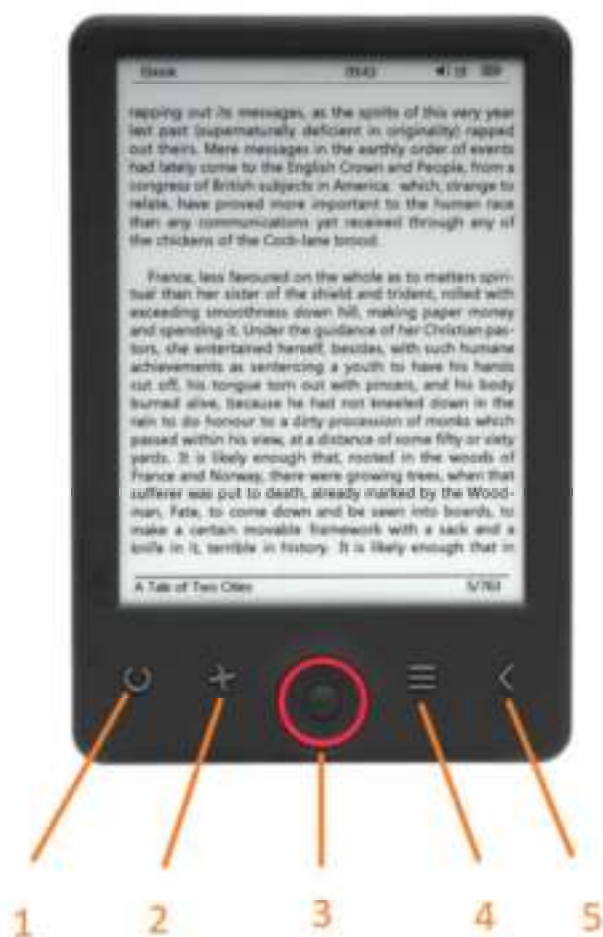 Ebook 09:43 19
rapping out its messages, as the spirits of this very year
last past (supernaturally deficient in originality) rapped
out theirs. Mere messages in the earthly order of events
had lately come to the English Crown and People, from a
congress of British subjects in America: which, strange to
relate, have proved more important to the human race
than any communications yet received through any of
the chickens of the Cock-lane brood.
France, less favoured on the whole as to matters spiri-
tual than her sister of the shield and trident, rolled with
exceeding smoothness down hill, making paper money
and spending it. Under the guidance of her Christian pas-
tors, she entertained herself, besides, with such humane
achievements as sentencing a youth to have his hands
cut off, his tongue torn out with pincers, and his body
burned alive, because he had not kneeled down in the
rain to do honour to a dirty procession of monks which
passed within his view, at a distance of some fifty or sixty
yards. It is likely enough that, rooted in the woods of
France and Norway, there were growing trees, when that
sufferer was put to death, already marked by the Wood-
man, Fate, to come down and be sawn into boards, to
make a certain movable framework with a sack and a
knife in it, terrible in history. It is likely enough that in
A Tale of Two Cities 5/763
1 2 3 4 5